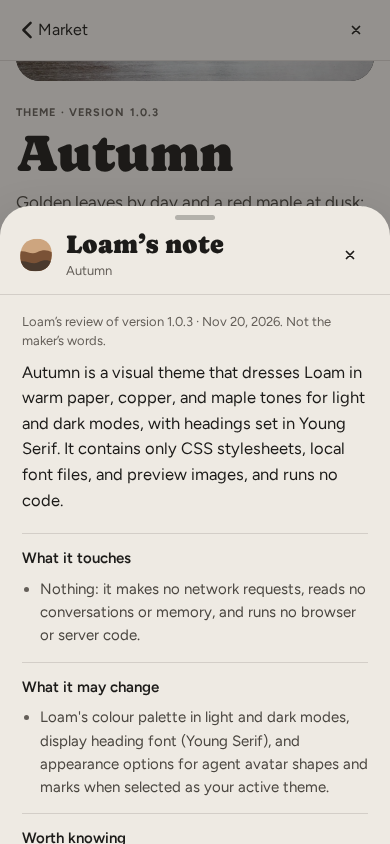 Market
THEME · VERSION 1.0.3
Autumn
Golden leaves by day and a red maple at dusk:
Loam’s note
Autumn
Loam’s review of version 1.0.3 · Nov 20, 2026. Not the
maker’s words.
Autumn is a visual theme that dresses Loam in
warm paper, copper, and maple tones for light
and dark modes, with headings set in Young
Serif. It contains only CSS stylesheets, local
font files, and preview images, and runs no
code.
What it touches
• Nothing: it makes no network requests, reads no
conversations or memory, and runs no browser
or server code.
What it may change
• Loam's colour palette in light and dark modes,
display heading font (Young Serif), and
appearance options for agent avatar shapes and
marks when selected as your active theme.
Worth knowing